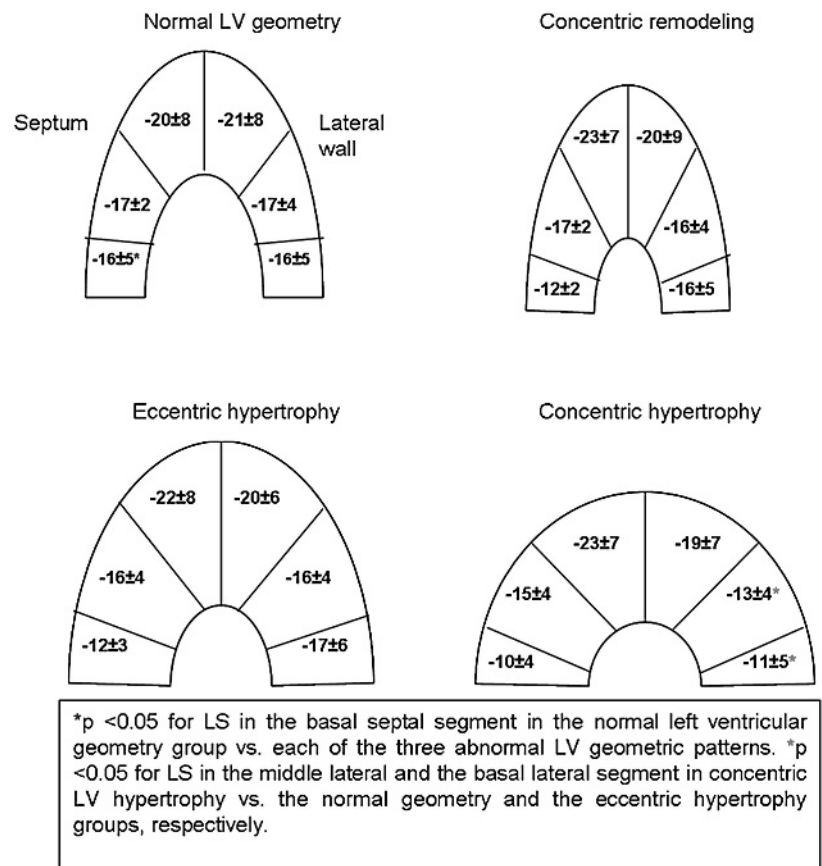 Normal LV geometry
Concentric remodeling
Septum
Lateral
wall
-20±8
-21±8
-17±2
-17±4
-16±5*
-16±5
-23±7
-20±9
-17±2
-16±4
-12±2
-16±5
Eccentric hypertrophy
Concentric hypertrophy
-22±8
-20±6
-16±4
-16±4
-12±3
-17±6
-23±7
-19±7
-15±4
-13±4*
-10±4
-11±5*
*p <0.05 for LS in the basal septal segment in the normal left ventricular
geometry group vs. each of the three abnormal LV geometric patterns. *p
<0.05 for LS in the middle lateral and the basal lateral segment in concentric
LV hypertrophy vs. the normal geometry and the eccentric hypertrophy
groups, respectively.